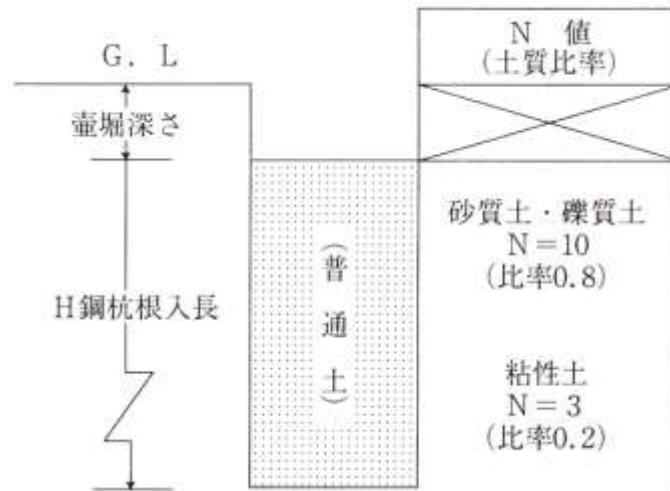 G．L
壷堀深さ
H鋼杭根入長
(普通土)
N　値
(土質比率)
砂質土・礫質土
N＝10
(比率0.8)
粘性土
N＝3
(比率0.2)